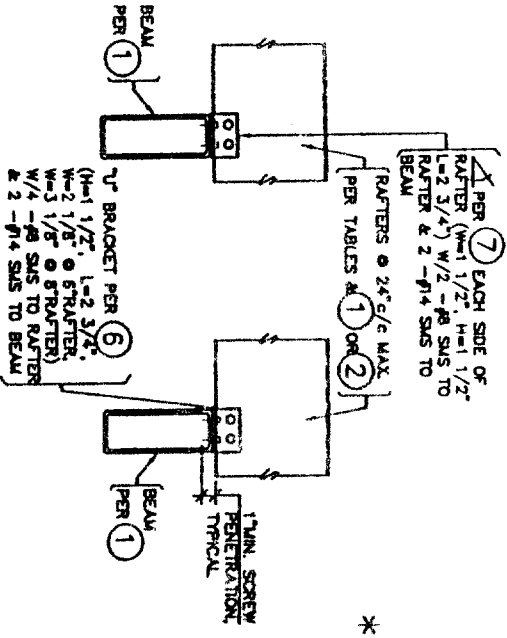 ∠ PER 7 EACH SIDE OF
RAFTER (W=1 1/2", H=1 1/2"
L=2 3/4") W/2 -#8 SMS TO
RAFTER & 2 -#14 SMS TO
BEAM
RAFTERS @ 24"c/c MAX.
PER TABLES & 1 OR 2
BEAM
PER 1
"U" BRACKET PER 6
(H=1 1/2", L=2 3/4",
W=2 1/8" @ 6"RAFTER,
W=3 1/8" @ 8"RAFTER)
W/4 -#8 SMS TO RAFTER
& 2 -#14 SMS TO BEAM
BEAM
PER 1
1"MIN. SCREW
PENETRATION,
TYPICAL
*